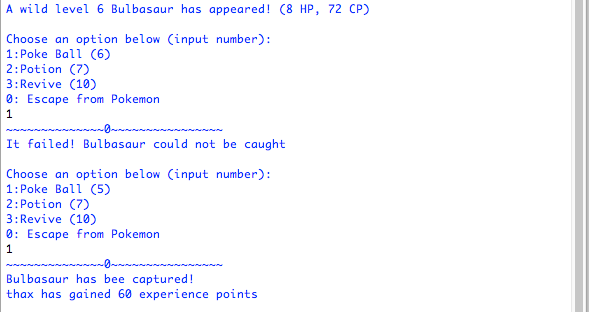 A wild level 6 Bulbasaur has appeared! (8 HP, 72 CP)
Choose an option below (input number):
1:Poke Ball (6)
2:Potion (7)
3:Revive (10)
0: Escape from Pokemon
1
~~~~~~~~~~~~~~0~~~~~~~~~~~~~~~~
It failed! Bulbasaur could not be caught
Choose an option below (input number):
1:Poke Ball (5)
2:Potion (7)
3:Revive (10)
0: Escape from Pokemon
1
~~~~~~~~~~~~~~0~~~~~~~~~~~~~~~~
Bulbasaur has bee captured!
thax has gained 60 experience points